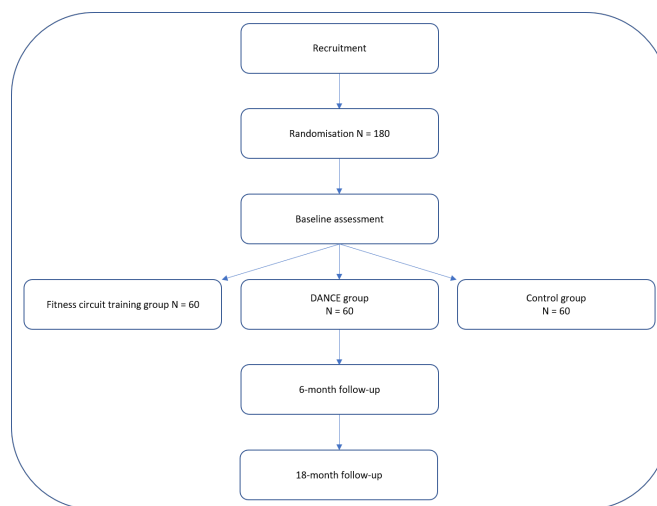 Recruitment
Randomisation N = 180
Baseline assessment
Fitness circuit training group N = 60
DANCE group
N = 60
Control group
N = 60
6-month follow-up
18-month follow-up